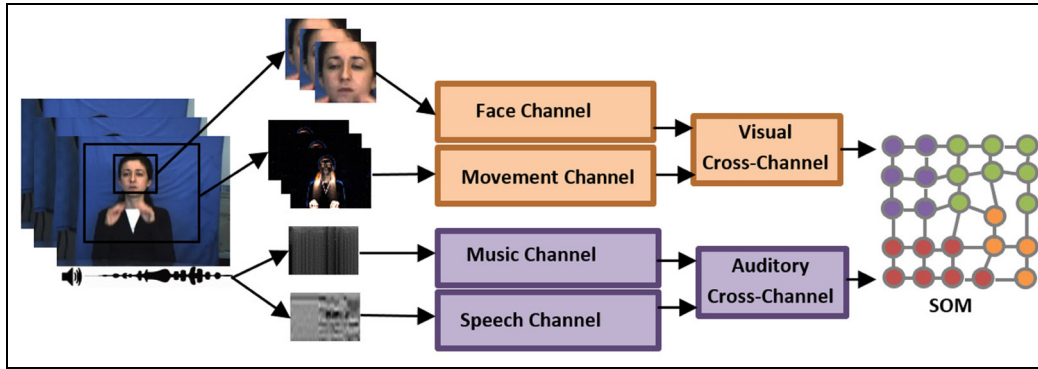 Face Channel
Movement Channel
Visual
Cross-Channel
Music Channel
Speech Channel
Auditory
Cross-Channel
SOM